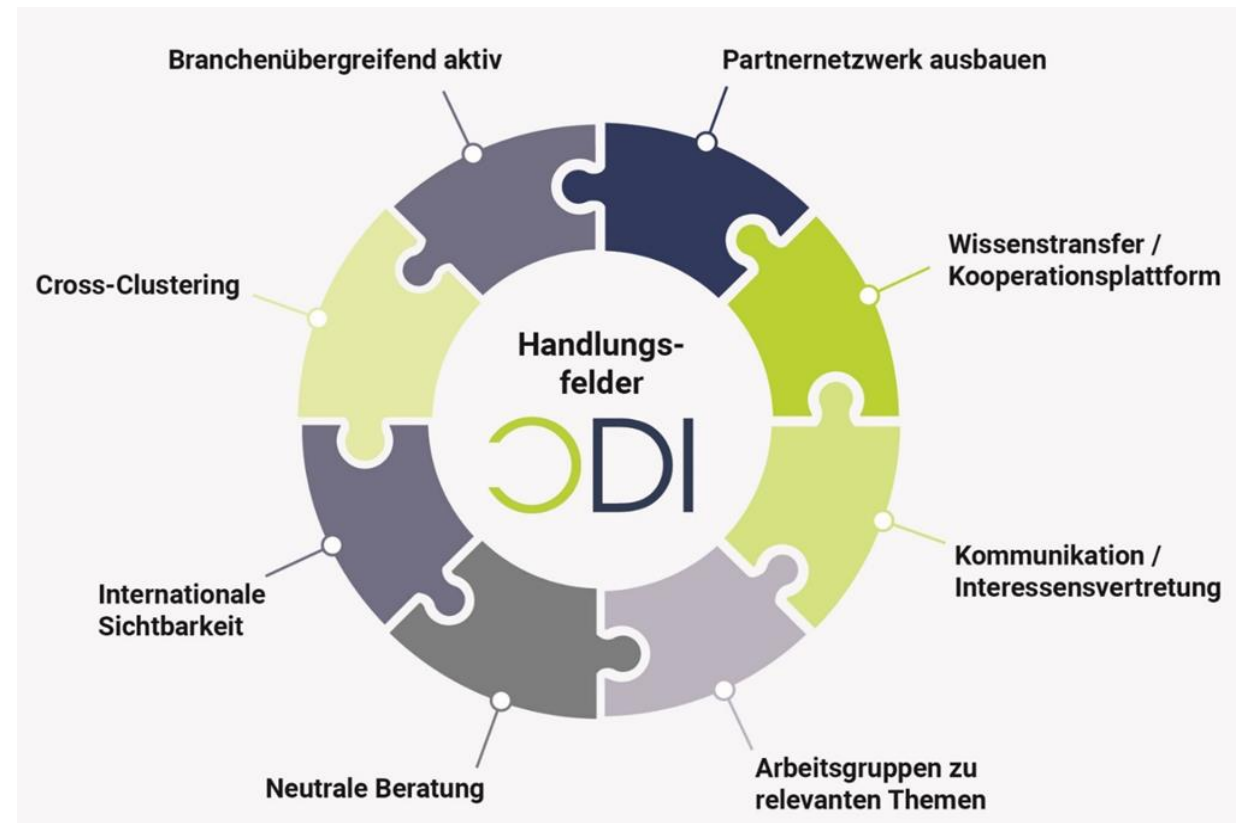 Branchenübergreifend aktiv
Partnernetzwerk ausbauen
Wissenstransfer /
Kooperationsplattform
Cross-Clustering
Handlungs-
felder
CDI
Kommunikation /
Interessensvertretung
Internationale
Sichtbarkeit
Neutrale Beratung
Arbeitsgruppen zu
relevanten Themen